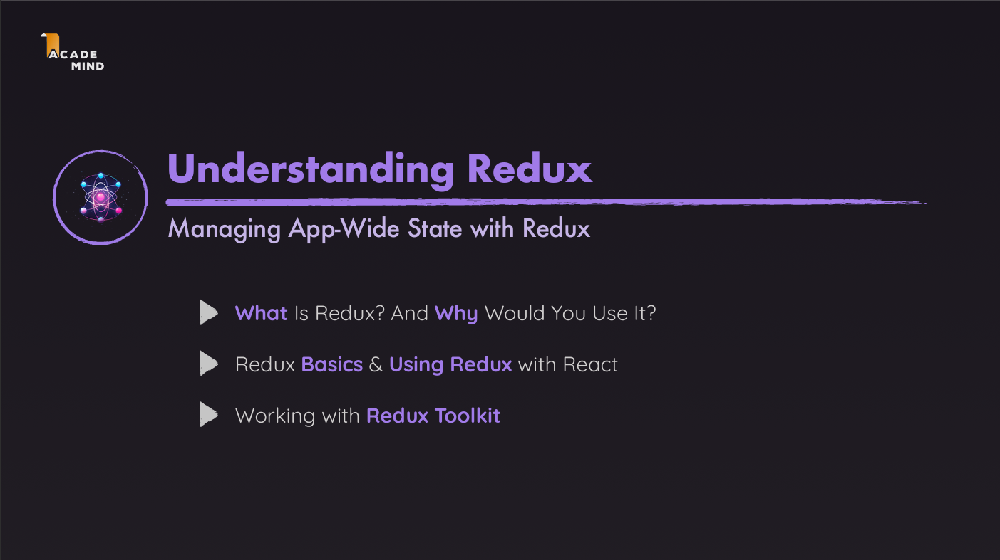 ACADE
MIND
Understanding Redux
Managing App-Wide State with Redux
What Is Redux? And Why Would You Use It?
Redux Basics & Using Redux with React
Working with Redux Toolkit